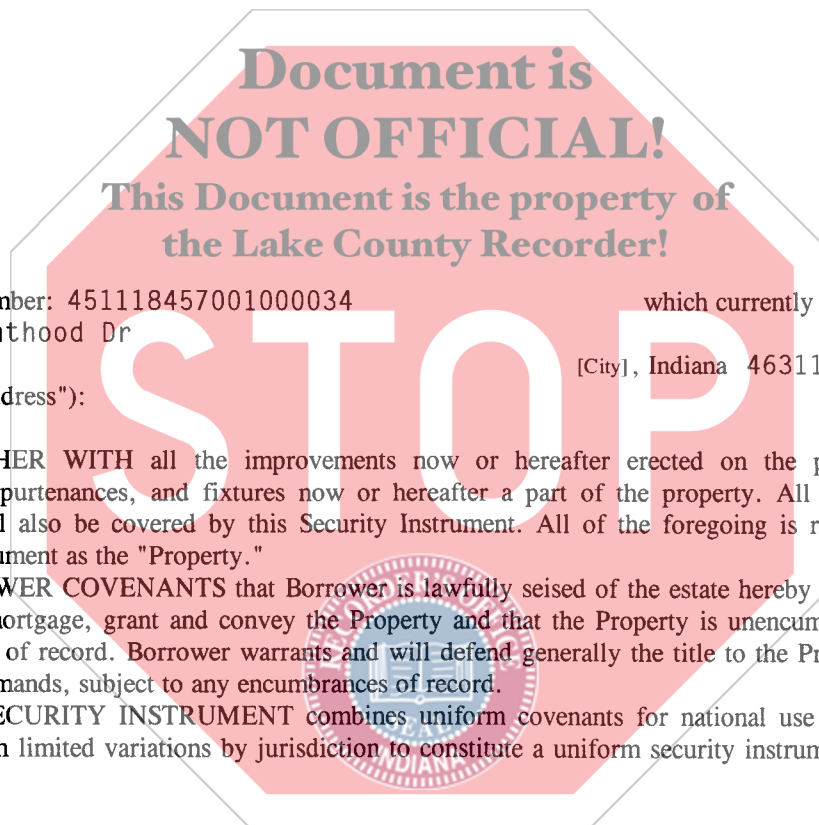 Document is
NOT OFFICIAL!
This Document is the property of
the Lake County Recorder!
mber: 451118457001000034 which currently
thood Dr
[City], Indiana 46311
dress"):
HER WITH all the improvements now or hereafter erected on the p
purtenances, and fixtures now or hereafter a part of the property. All
l also be covered by this Security Instrument. All of the foregoing is r
ument as the "Property."
WER COVENANTS that Borrower is lawfully seised of the estate hereby
ortgage, grant and convey the Property and that the Property is unencum
of record. Borrower warrants and will defend generally the title to the Pr
mands, subject to any encumbrances of record.
ECURITY INSTRUMENT combines uniform covenants for national use
n limited variations by jurisdiction to constitute a uniform security instrum
STOP
RECORDER'S OFFICE
SEAL
INDIANA